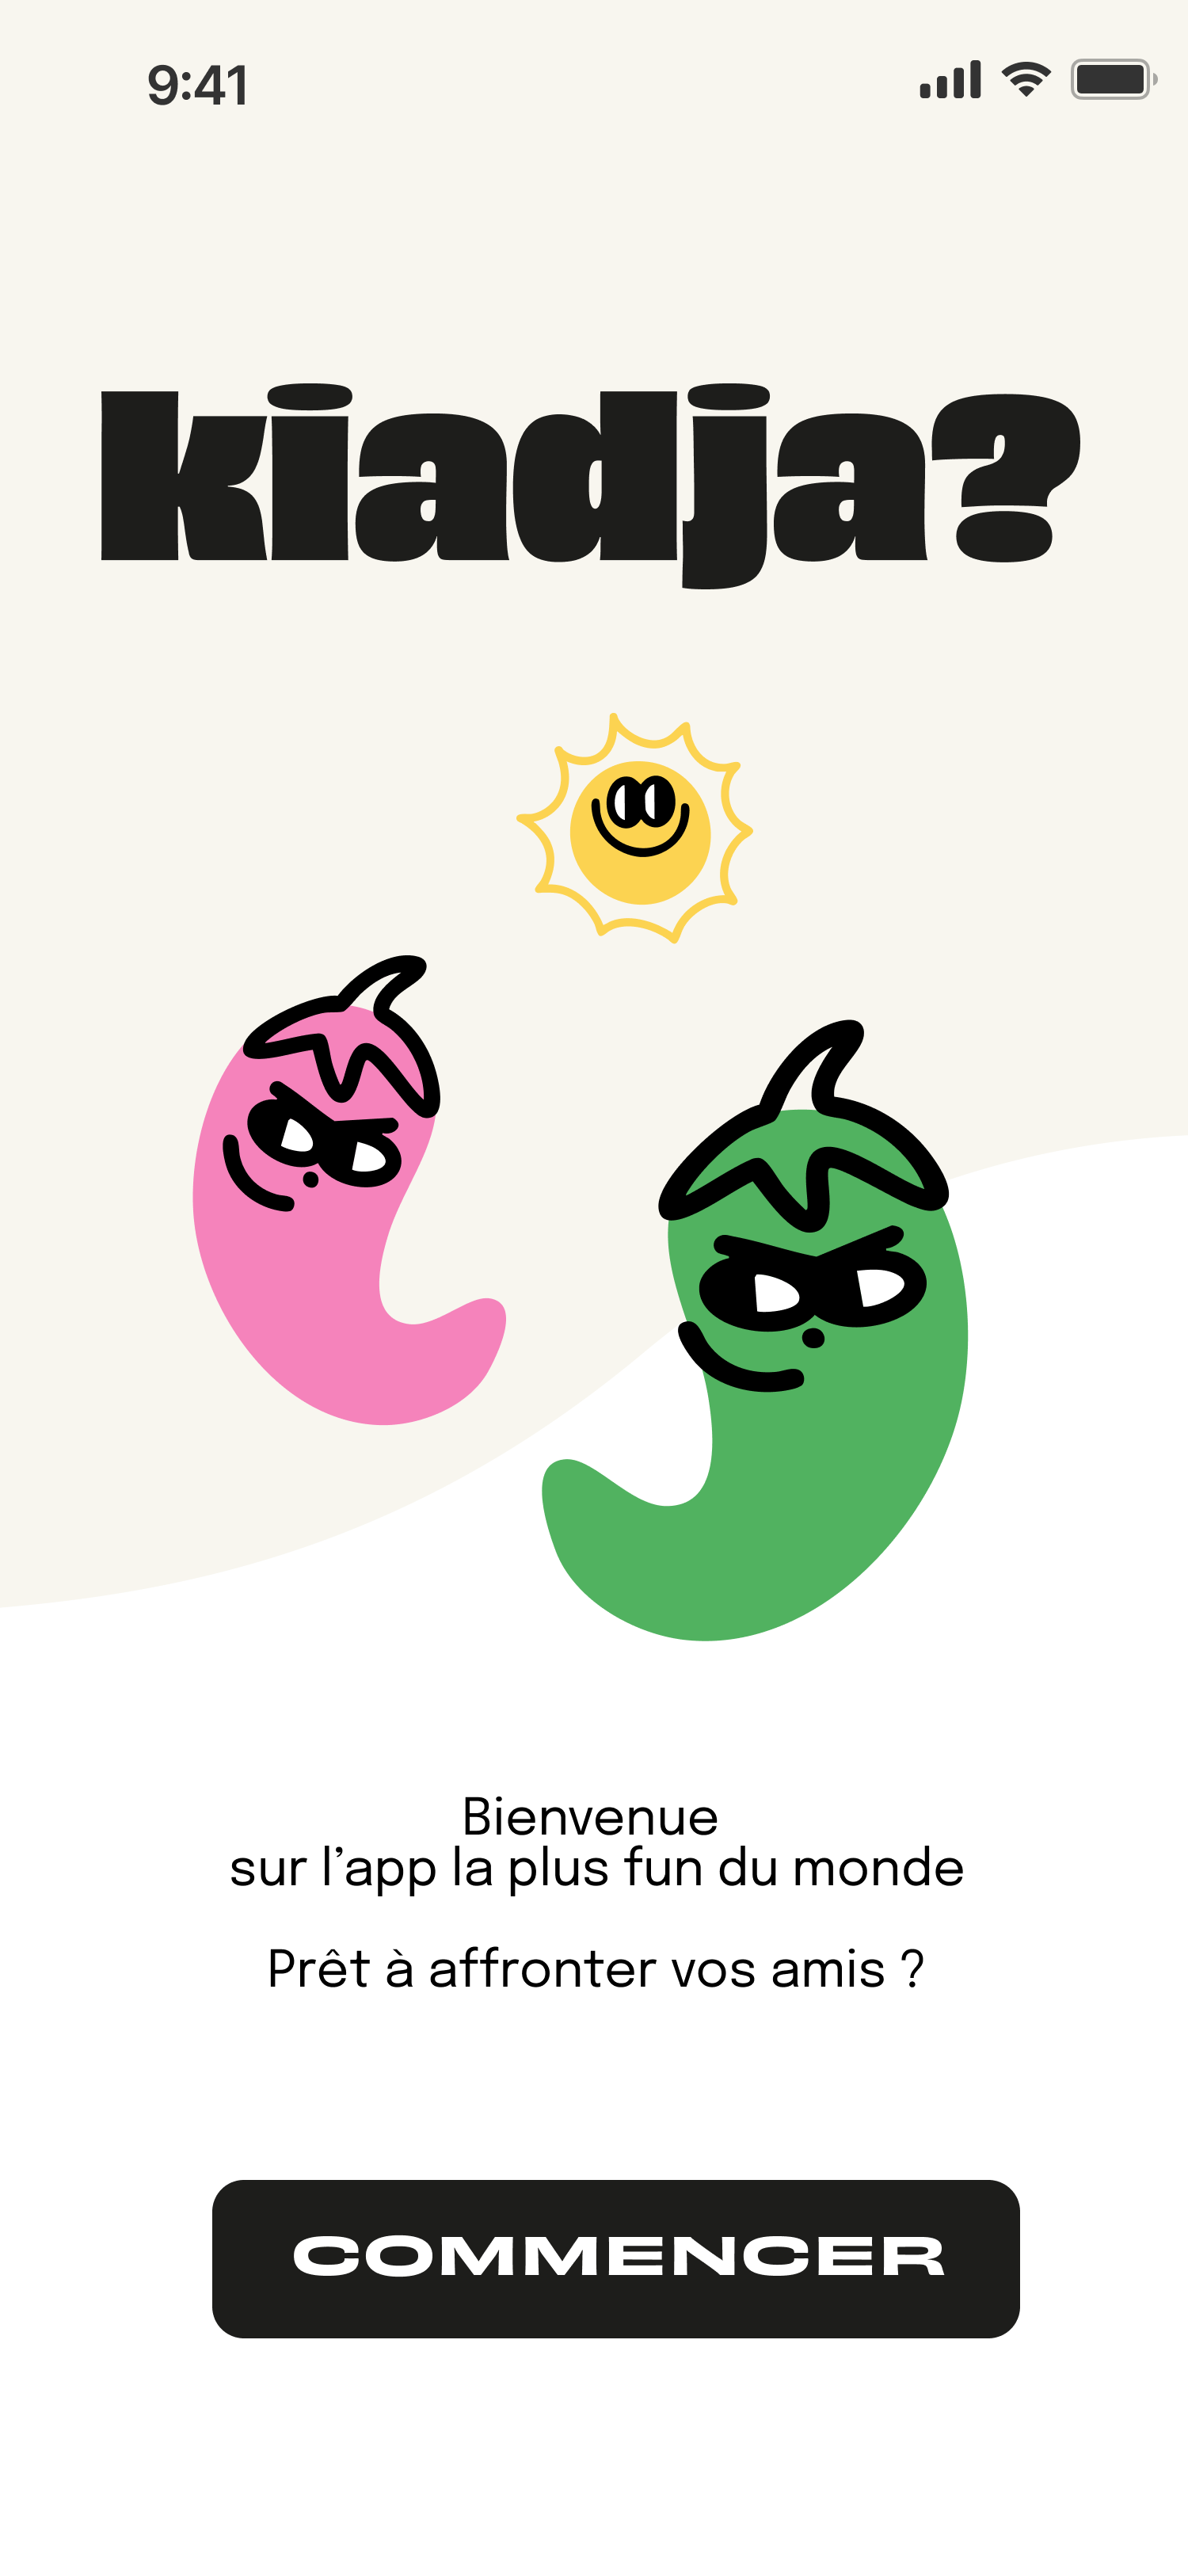 9:41
kiadja?
Bienvenue
sur l’app la plus fun du monde
Prêt à affronter vos amis ?
COMMENCER